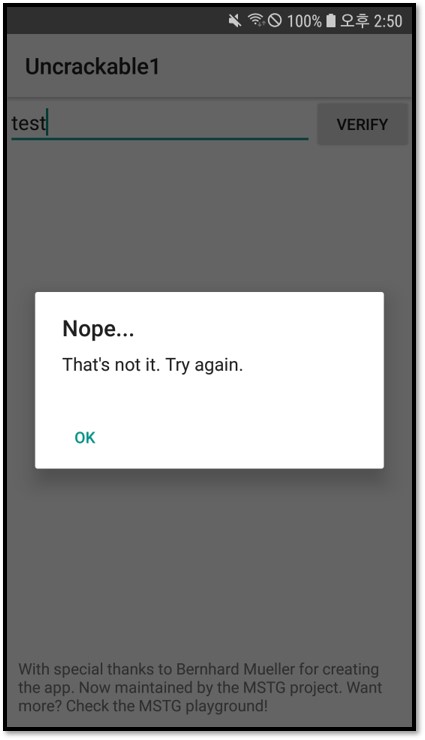 100% 오후 2:50
Uncrackable1
test
VERIFY
Nope...
That's not it. Try again.
OK
With special thanks to Bernhard Mueller for creating
the app. Now maintained by the MSTG project. Want
more? Check the MSTG playground!